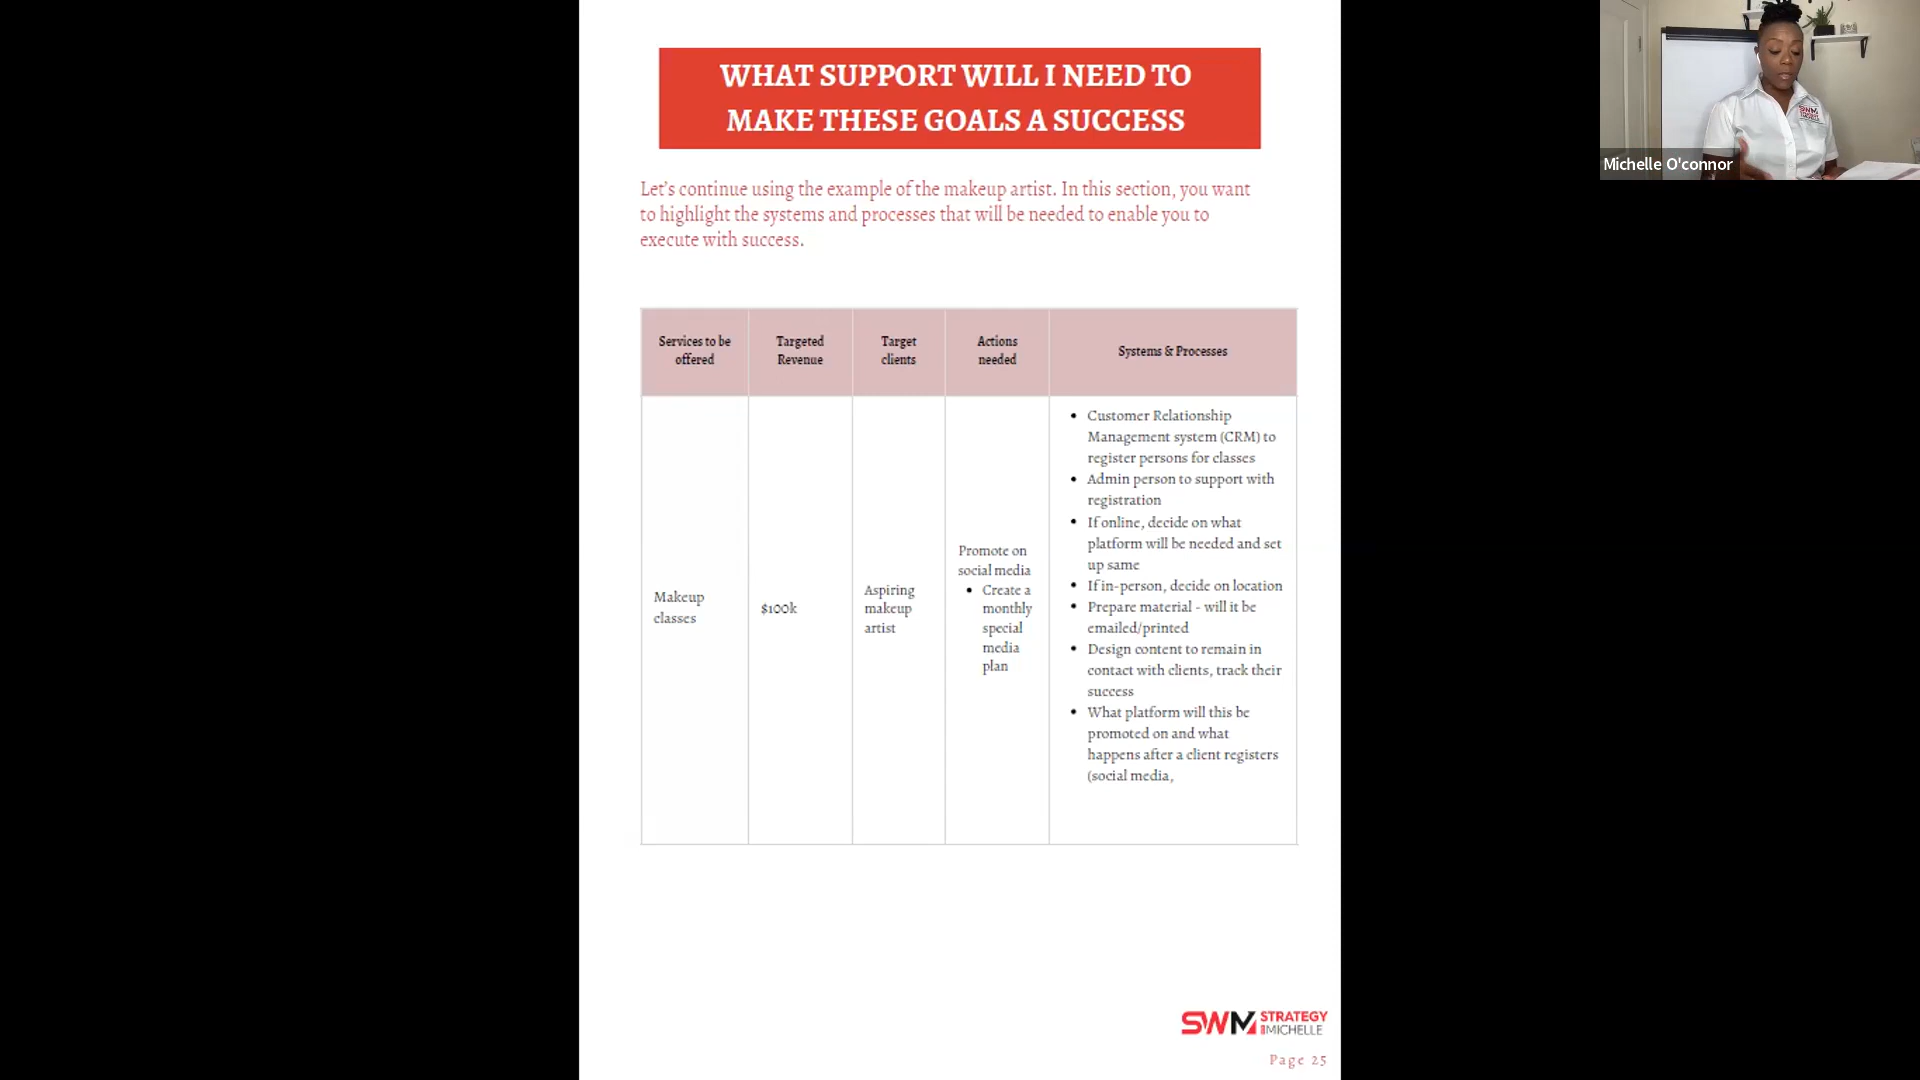 WHAT SUPPORT WILL I NEED TO
MAKE THESE GOALS A SUCCESS
Let's continue using the example of the makeup artist. In this section, you want
to highlight the systems and processes that will be needed to enable you to
execute with success.
Services to be
offered
Targeted
Revenue
Target
clients
Actions
needed
Systems & Processes
Makeup
classes
$100k
Aspiring
makeup
artist
Promote on
social media
• Create a
monthly
special
media
plan
• Customer Relationship
Management system (CRM) to
register persons for classes
• Admin person to support with
registration
• If online, decide on what
platform will be needed and set
up same
• If in-person, decide on location
• Prepare material - will it be
emailed/printed
• Design content to remain in
contact with clients, track their
success
• What platform will this be
promoted on and what
happens after a client registers
(social media,
SWM STRATEGY
MICHELLE
Page 25
Michelle O'connor
SWM